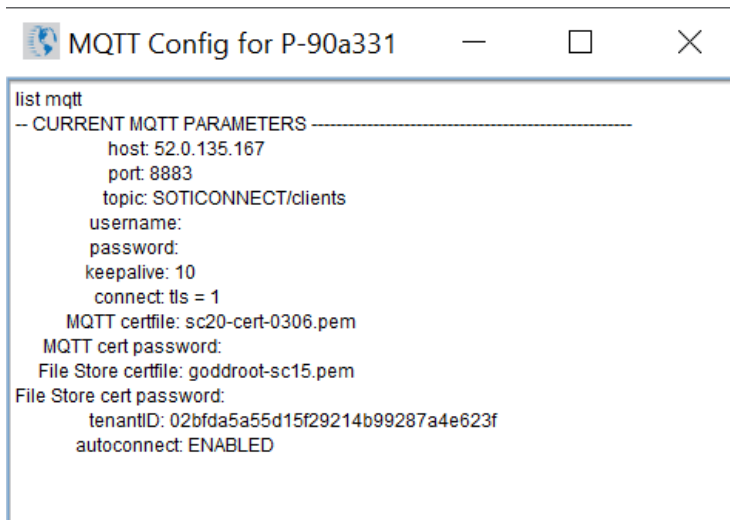 MQTT Config for P-90a331
list mqtt
-- CURRENT MQTT PARAMETERS ----------------------------------------------------
host: 52.0.135.167
port: 8883
topic: SOTICONNECT/clients
username:
password:
keepalive: 10
connect: tls = 1
MQTT certfile: sc20-cert-0306.pem
MQTT cert password:
File Store certfile: goddroot-sc15.pem
File Store cert password:
tenantID: 02bfda5a55d15f29214b99287a4e623f
autoconnect: ENABLED